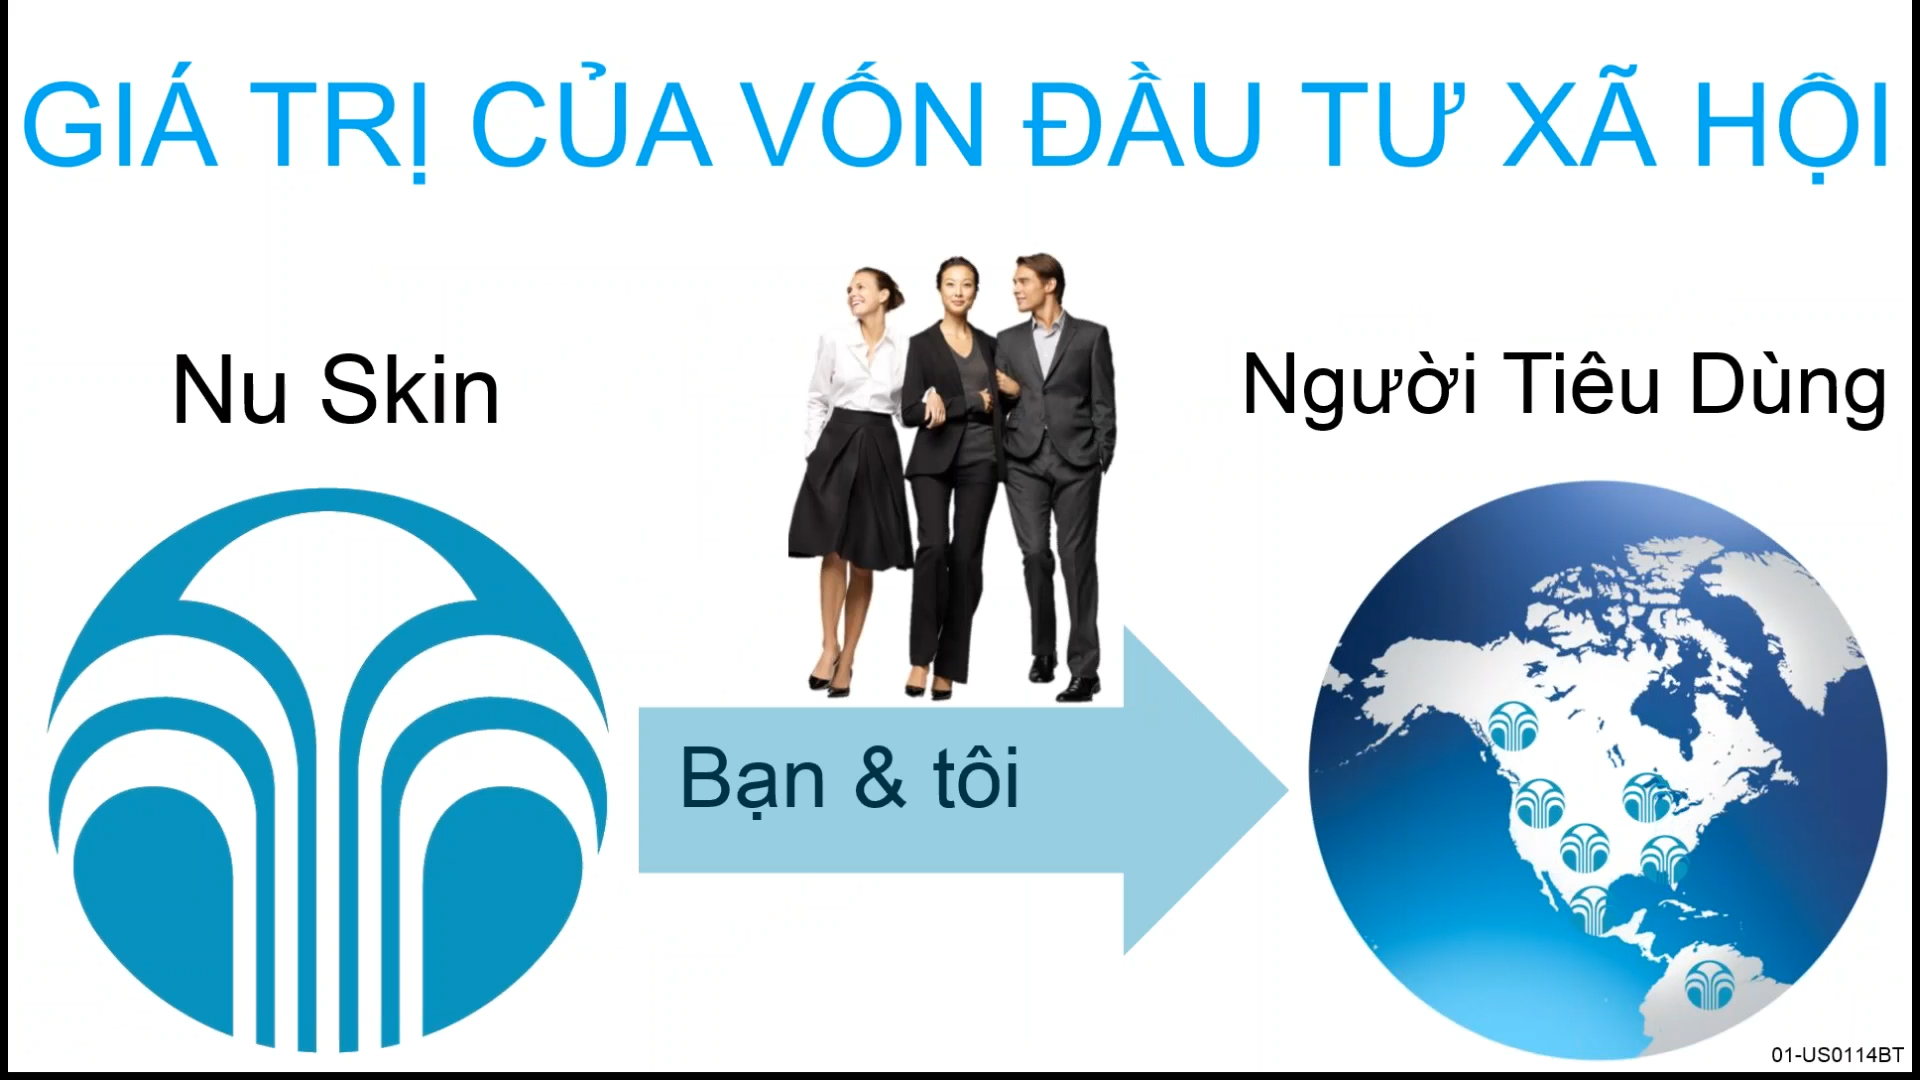 GIÁ TRỊ CỦA VỐN ĐẦU TƯ XÃ HỘI
Nu Skin
Người Tiêu Dùng
Bạn & tôi
01-US0114BT